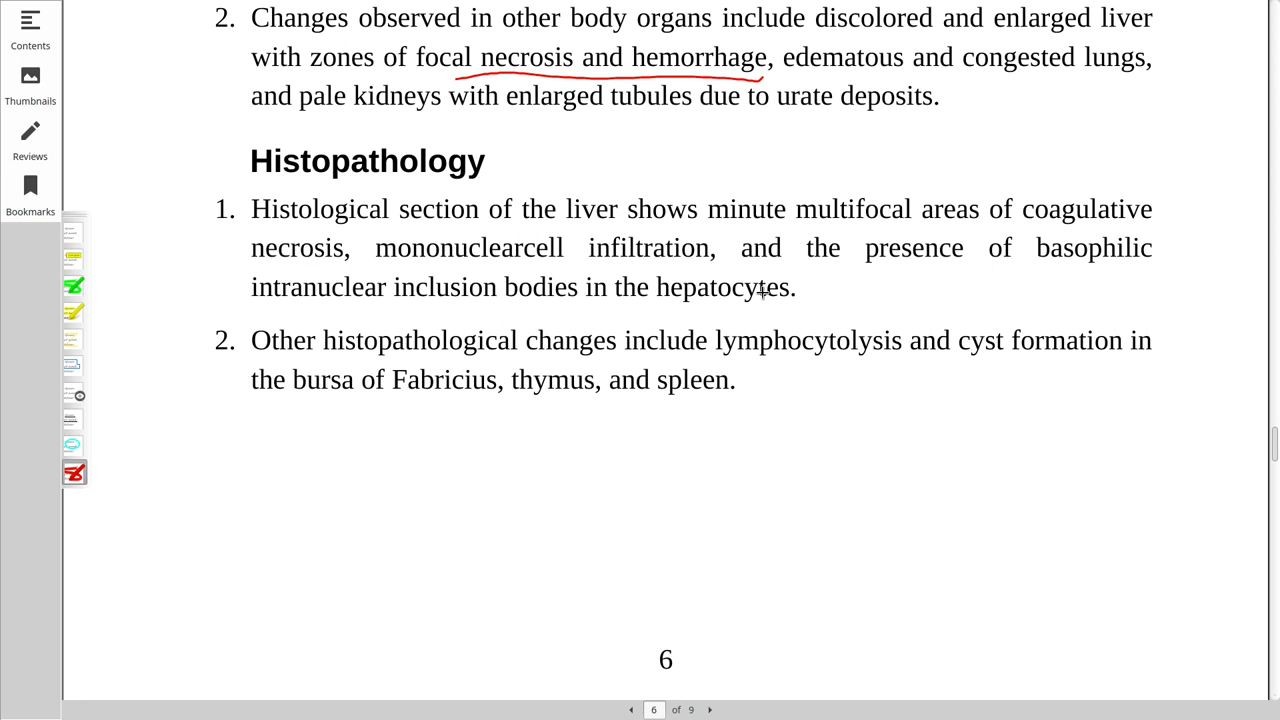 Contents
Thumbnails
Reviews
Bookmarks
2. Changes observed in other body organs include discolored and enlarged liver
with zones of focal necrosis and hemorrhage, edematous and congested lungs,
and pale kidneys with enlarged tubules due to urate deposits.
Histopathology
1. Histological section of the liver shows minute multifocal areas of coagulative
necrosis, mononuclearcell infiltration, and the presence of basophilic
intranuclear inclusion bodies in the hepatocytes.
2. Other histopathological changes include lymphocytolysis and cyst formation in
the bursa of Fabricius, thymus, and spleen.
6
6 of 9